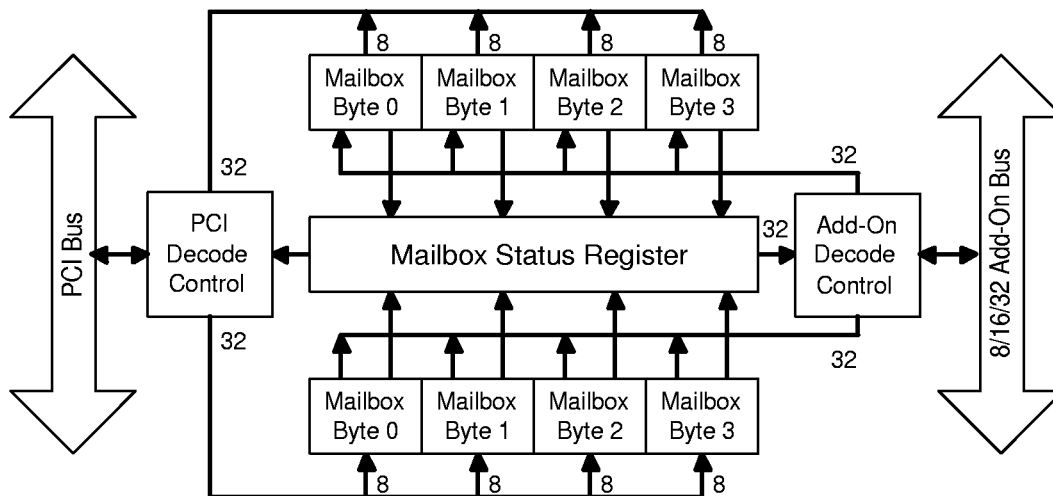 8 8 8 8
Mailbox Byte 0
Mailbox Byte 1
Mailbox Byte 2
Mailbox Byte 3
32
32
PCI Bus
PCI Decode Control
Mailbox Status Register
32
Add-On Decode Control
8/16/32 Add-On Bus
32
32
Mailbox Byte 0
Mailbox Byte 1
Mailbox Byte 2
Mailbox Byte 3
8 8 8 8